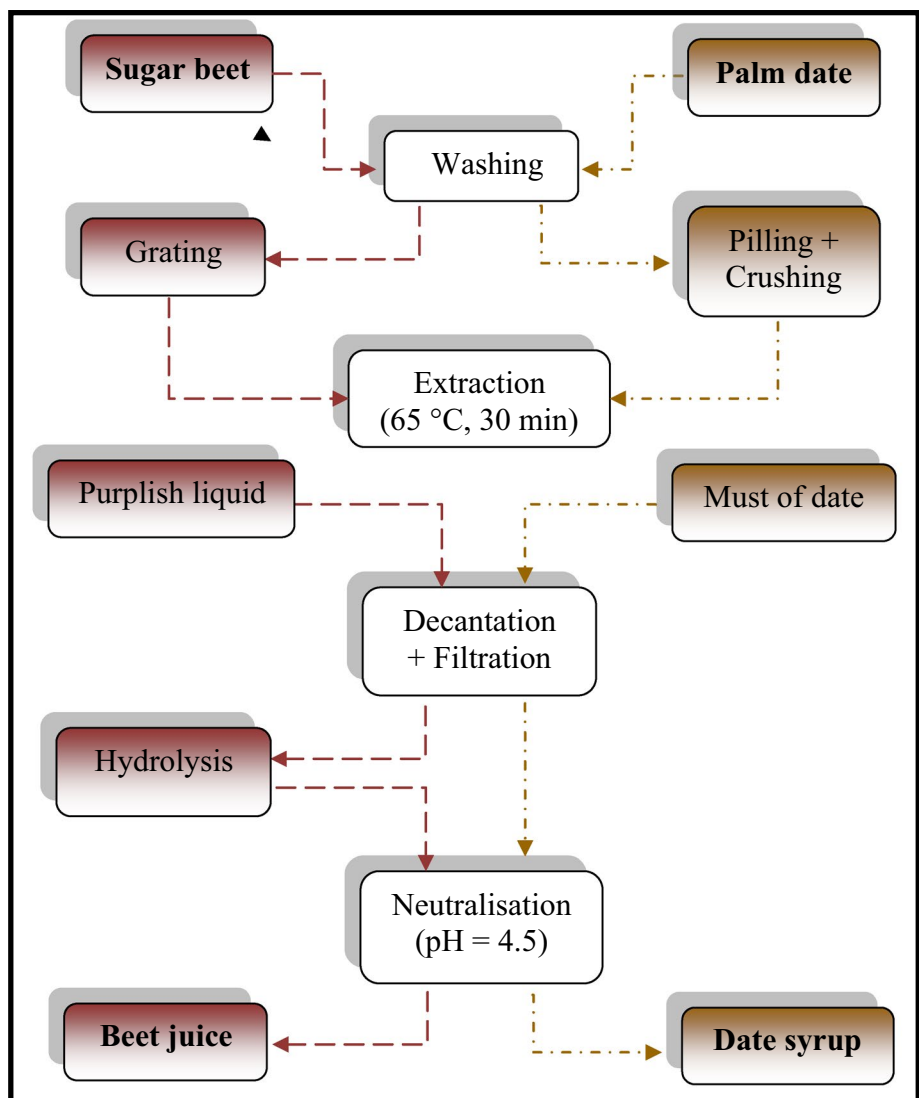 Sugar beet
Palm date
Washing
Grating
Pilling +
Crushing
Extraction
(65 °C, 30 min)
Purplish liquid
Must of date
Decantation
+ Filtration
Hydrolysis
Neutralisation
(pH = 4.5)
Beet juice
Date syrup